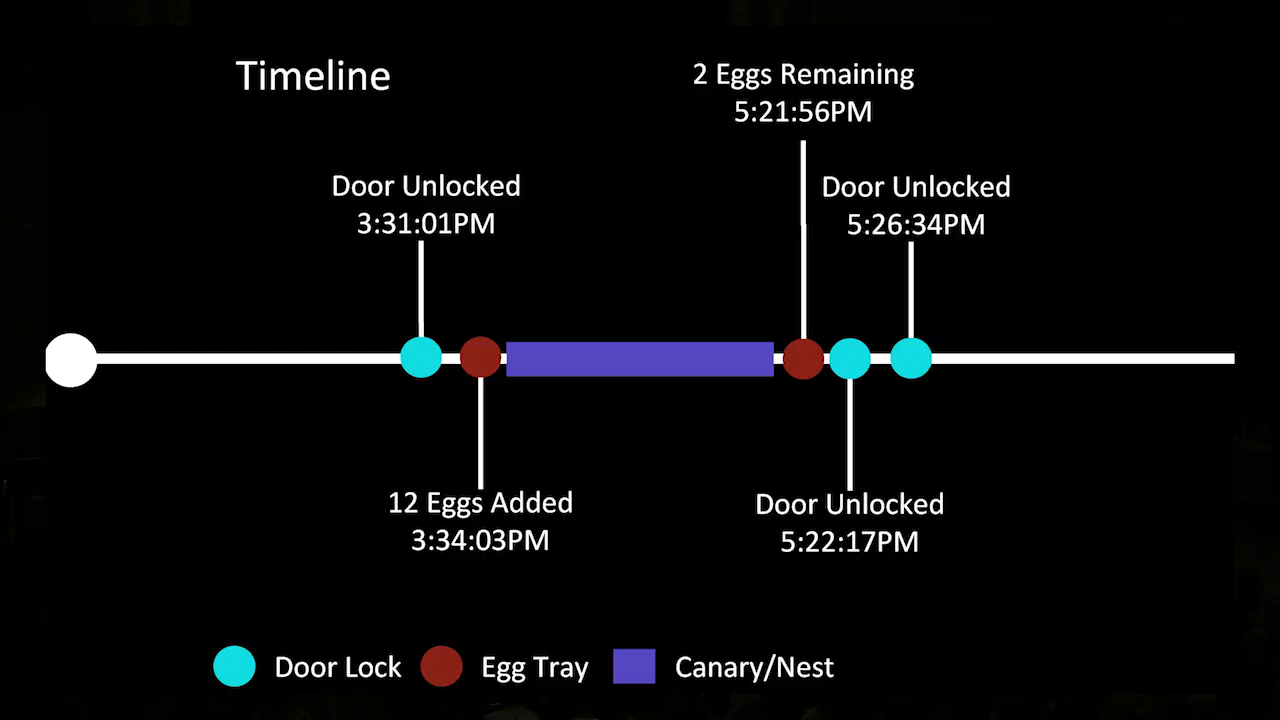 Timeline
2 Eggs Remaining
5:21:56PM
Door Unlocked
3:31:01PM
Door Unlocked
5:26:34PM
12 Eggs Added
3:34:03PM
Door Unlocked
5:22:17PM
Door Lock
Egg Tray
Canary/Nest